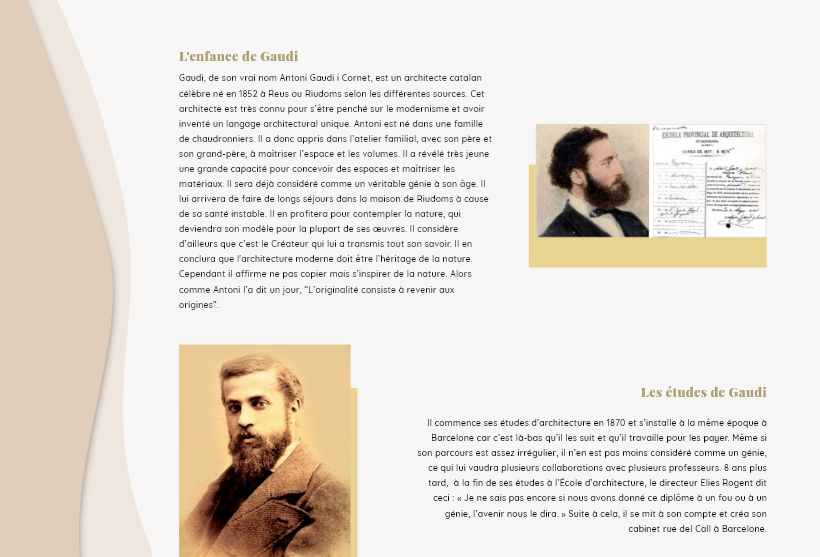 L'enfance de Gaudi
Gaudi, de son vrai nom Antoni Gaudi i Cornet, est un architecte catalan
célèbre né en 1852 à Reus ou Riudoms selon les différentes sources. Cet
architecte est très connu pour s'être penché sur le modernisme et avoir
inventé un langage architectural unique. Antoni est né dans une famille
de chaudronniers. Il a donc appris dans l'atelier familial, avec son père et
son grand-père, à maîtriser l'espace et les volumes. Il a révélé très jeune
une grande capacité pour concevoir des espaces et maîtriser les
matériaux. Il sera déjà considéré comme un véritable génie à son âge. Il
lui arrivera de faire de longs séjours dans la maison de Riudoms à cause
de sa santé instable. Il en profitera pour contempler la nature, qui
deviendra son modèle pour la plupart de ses œuvres. Il considère
d'ailleurs que c'est le Créateur qui lui a transmis tout son savoir. Il en
conclura que l'architecture moderne doit être l'héritage de la nature.
Cependant il affirme ne pas copier mais s'inspirer de la nature. Alors
comme Antoni l'a dit un jour, "L'originalité consiste à revenir aux
origines".
ESCUELA PROVINCIAL DE ARQUITECTURA
DE BARCELONA
Les études de Gaudi
Il commence ses études d'architecture en 1870 et s'installe à la même époque à
Barcelone car c'est là-bas qu'il les suit et qu'il travaille pour les payer. Même si
son parcours est assez irrégulier, il n'en est pas moins considéré comme un génie,
ce qui lui vaudra plusieurs collaborations avec plusieurs professeurs. 8 ans plus
tard, à la fin de ses études à l'École d'architecture, le directeur Elies Rogent dit
ceci : « Je ne sais pas encore si nous avons donné ce diplôme à un fou ou à un
génie, l'avenir nous le dira. » Suite à cela, il se mit à son compte et créa son
cabinet rue del Call à Barcelone.